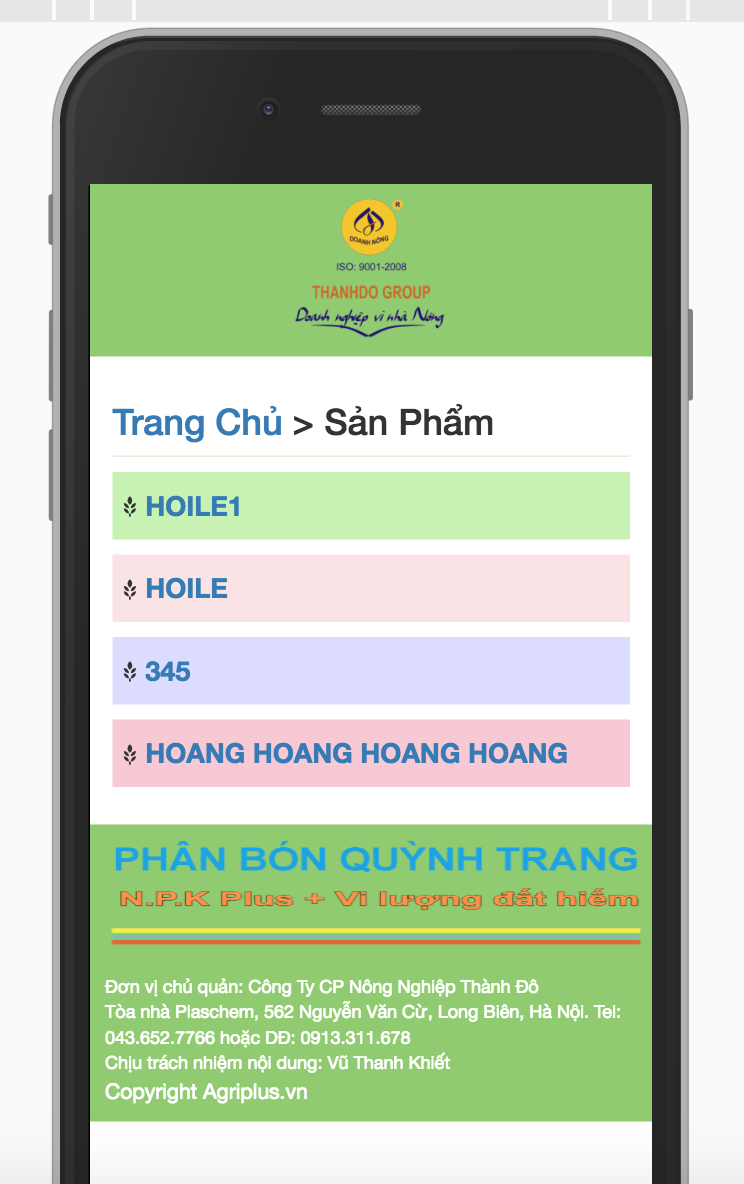 R
DOANH NÔNG
ISO: 9001-2008
THANHDO GROUP
Doanh nghiệp vì nhà Nông
Trang Chủ > Sản Phẩm
HOILE1
HOILE
345
HOANG HOANG HOANG HOANG
PHÂN BÓN QUỲNH TRANG
N.P.K Plus + Vi lượng đất hiếm
Đơn vị chủ quản: Công Ty CP Nông Nghiệp Thành Đô
Tòa nhà Plaschem, 562 Nguyễn Văn Cừ, Long Biên, Hà Nội. Tel:
043.652.7766 hoặc DĐ: 0913.311.678
Chịu trách nhiệm nội dung: Vũ Thanh Khiết
Copyright Agriplus.vn